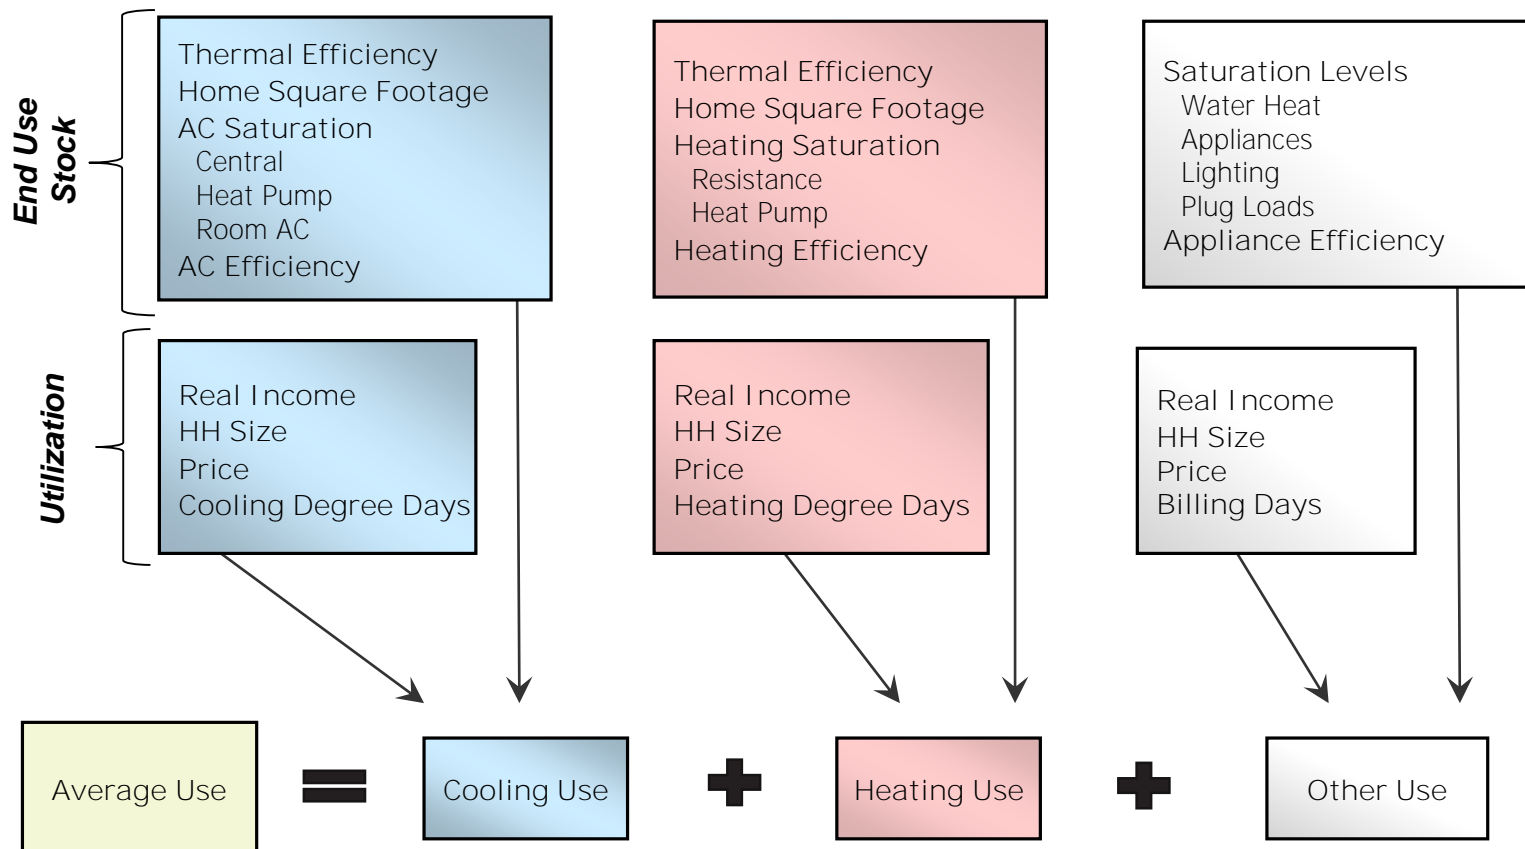 End Use
Stock
Thermal Efficiency
Home Square Footage
AC Saturation
Central
Heat Pump
Room AC
AC Efficiency
Thermal Efficiency
Home Square Footage
Heating Saturation
Resistance
Heat Pump
Heating Efficiency
Saturation Levels
Water Heat
Appliances
Lighting
Plug Loads
Appliance Efficiency
Utilization
Real Income
HH Size
Price
Cooling Degree Days
Real Income
HH Size
Price
Heating Degree Days
Real Income
HH Size
Price
Billing Days
Average Use
=
Cooling Use
+
Heating Use
+
Other Use